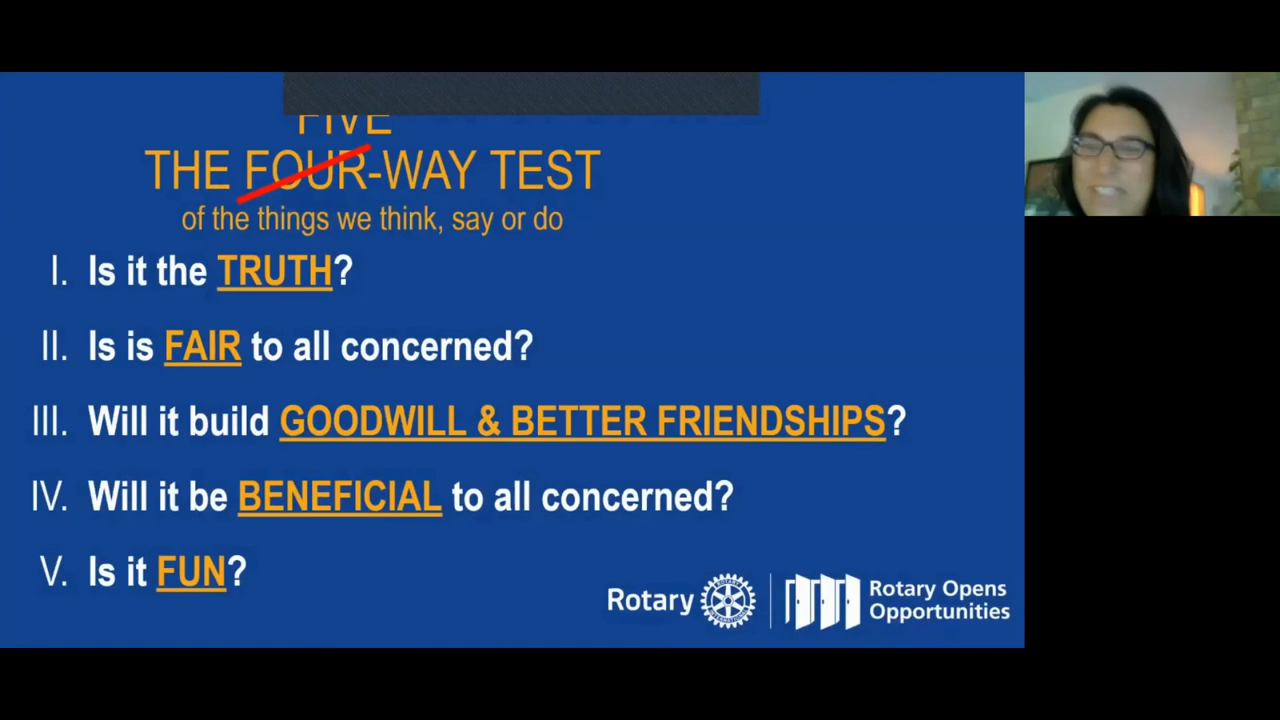 FIVE
THE FOUR-WAY TEST
of the things we think, say or do
I. Is it the TRUTH?
II. Is is FAIR to all concerned?
III. Will it build GOODWILL & BETTER FRIENDSHIPS?
IV. Will it be BENEFICIAL to all concerned?
V. Is it FUN?
Rotary
Rotary Opens
Opportunities